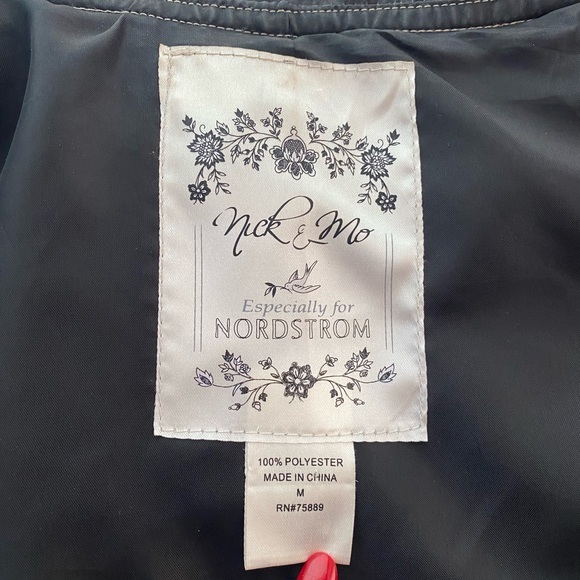 Nick & Mo
Especially for
NORDSTROM
100% POLYESTER
MADE IN CHINA
M
RN#75889